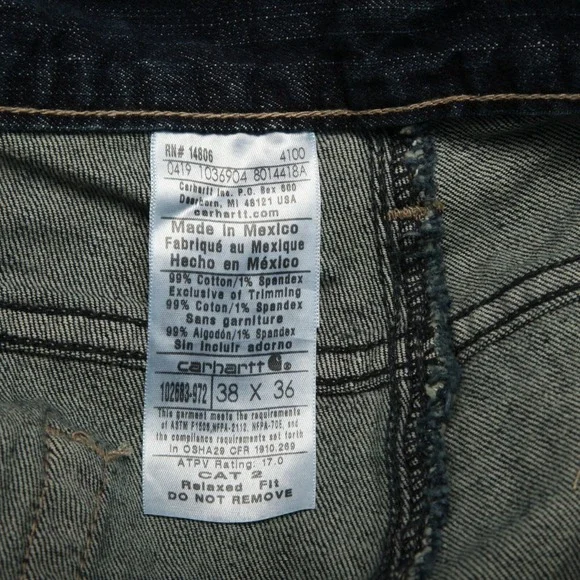 RN# 14806 4100
0419 1036904 8014418A
Carhartt Inc. P.O. Box 600
Dearborn, MI 48121 USA
carhartt.com
Made in Mexico
Fabriqué au Mexique
Hecho en México
99% Cotton/1% Spandex
Exclusive of Trimming
99% Coton/1% Spandex
Sans garniture
99% Algodón/1% Spandex
Sin incluir adorno
carhartt ®
102683-972 38 X 36
This garment meets the requirements
of ASTM F1506,NFPA-2112, NFPA-70E, and
the compliance requirements set forth
in OSHA29 CFR 1910.269
ATPV Rating: 17.0
CAT 2
Relaxed Fit
DO NOT REMOVE